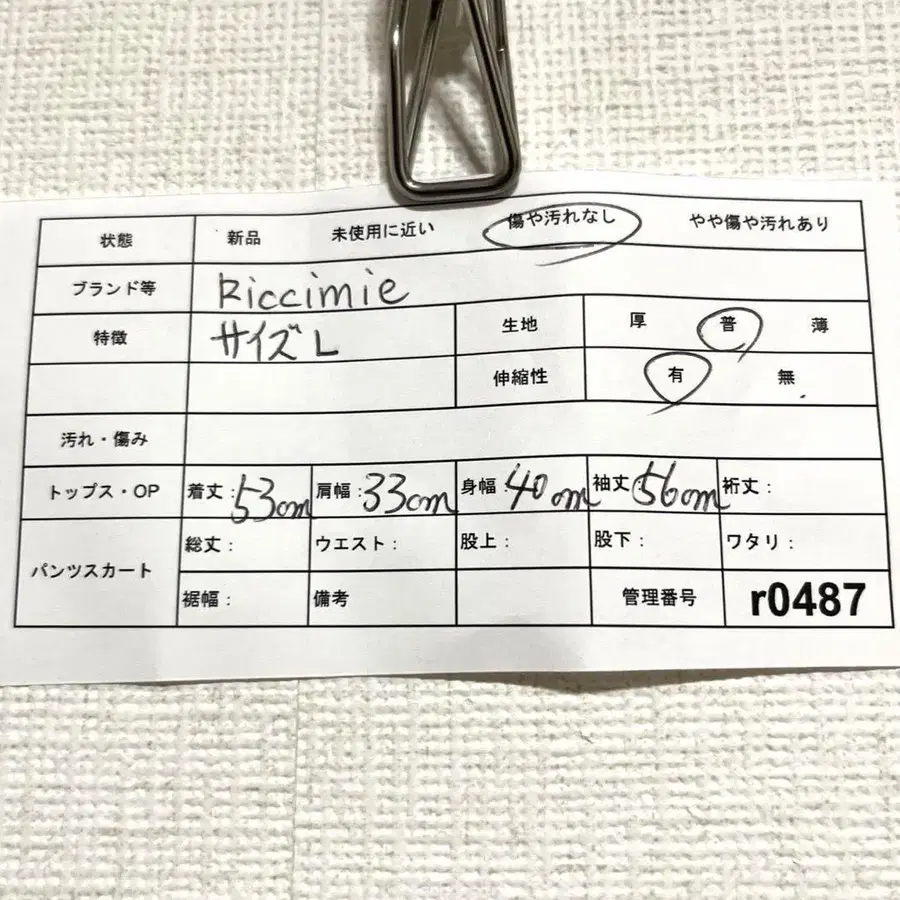 状態 新品 未使用に近い 傷や汚れなし やや傷や汚れあり
ブランド等 Riccimie
特徴 サイズL 生地 厚 普 薄
伸縮性 有 無
汚れ・傷み
トップス・OP 着丈:53cm 肩幅:33cm 身幅:40cm 袖丈:56cm 裄丈:
パンツスカート 総丈: ウエスト: 股上: 股下: ワタリ:
裾幅: 備考 管理番号 r0487